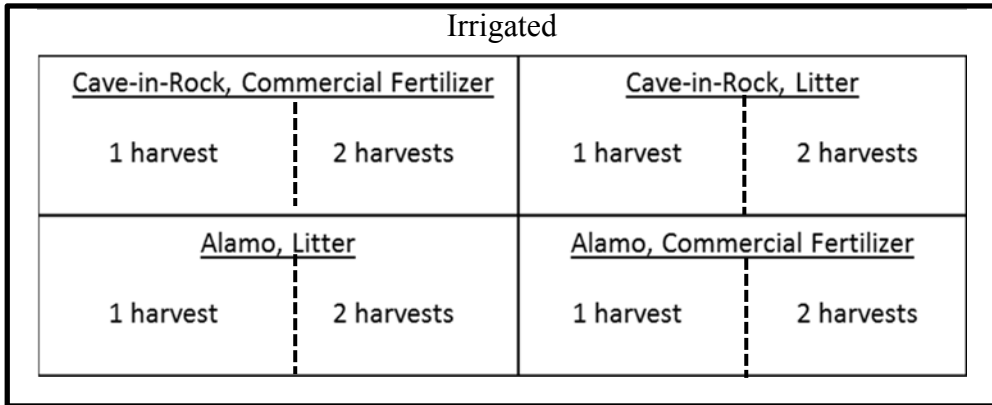 Irrigated
Cave-in-Rock, Commercial Fertilizer
1 harvest 2 harvests
Cave-in-Rock, Litter
1 harvest 2 harvests
Alamo, Litter
1 harvest 2 harvests
Alamo, Commercial Fertilizer
1 harvest 2 harvests